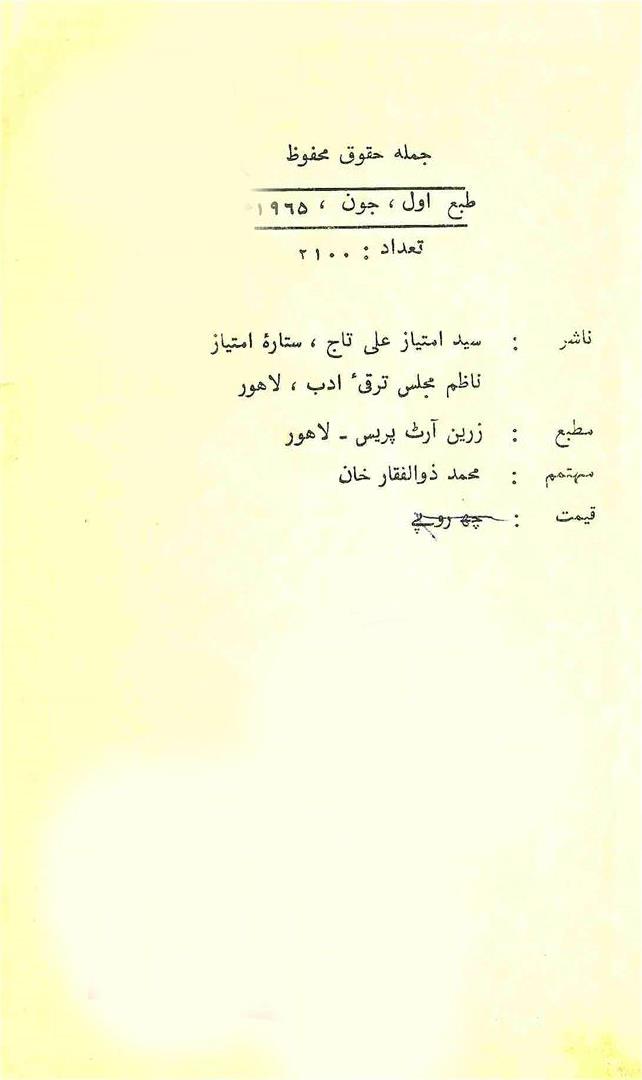 جملہ حقوق محفوظ
طبع اول ، جون ، ۱۹۶۵
تعداد : ۲۱۰۰
ناشر : سید امتیاز علی تاج ، ستارۂ امتیاز
ناظم مجلس ترقیٔ ادب ، لاہور
مطبع : زرین آرٹ پریس ـ لاہور
مہتمم : محمد ذوالفقار خان
قیمت : چھ روپے